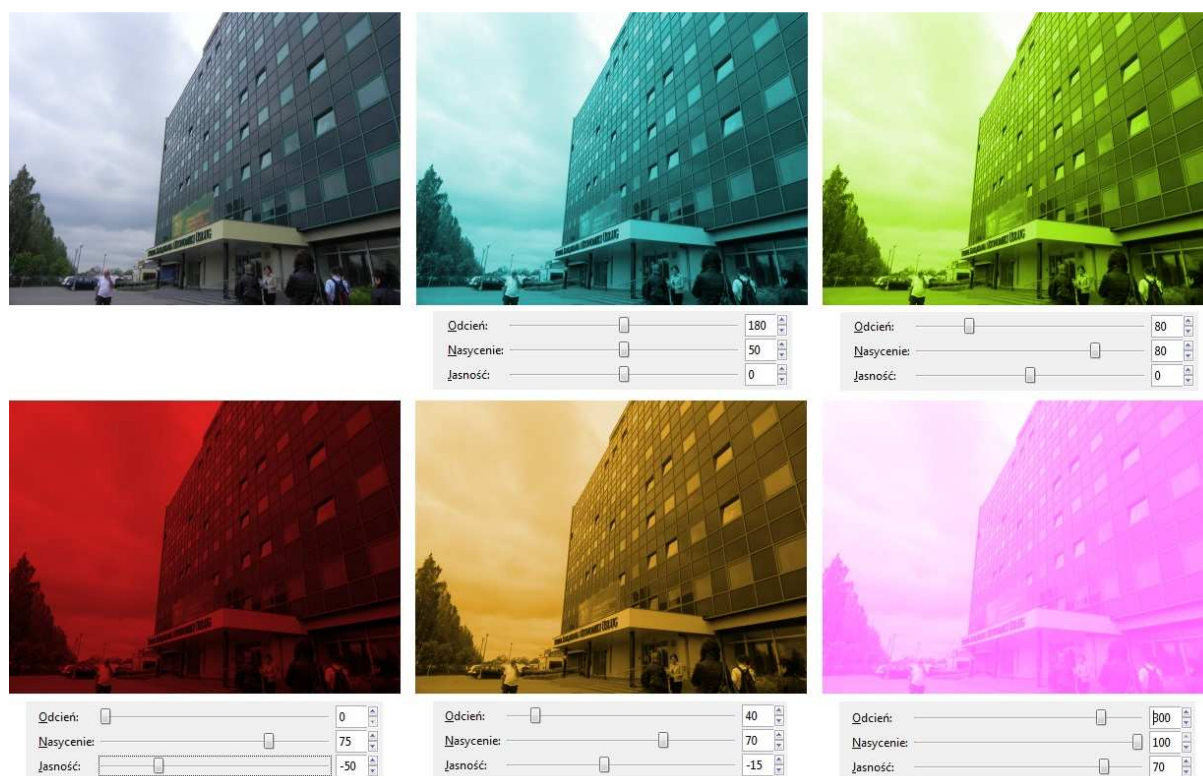 Odcień: 180
Nasycenie: 50
Jasność: 0
Odcień: 80
Nasycenie: 80
Jasność: 0
Odcień: 0
Nasycenie: 75
Jasność: -50
Odcień: 40
Nasycenie: 70
Jasność: -15
Odcień: 300
Nasycenie: 100
Jasność: 70